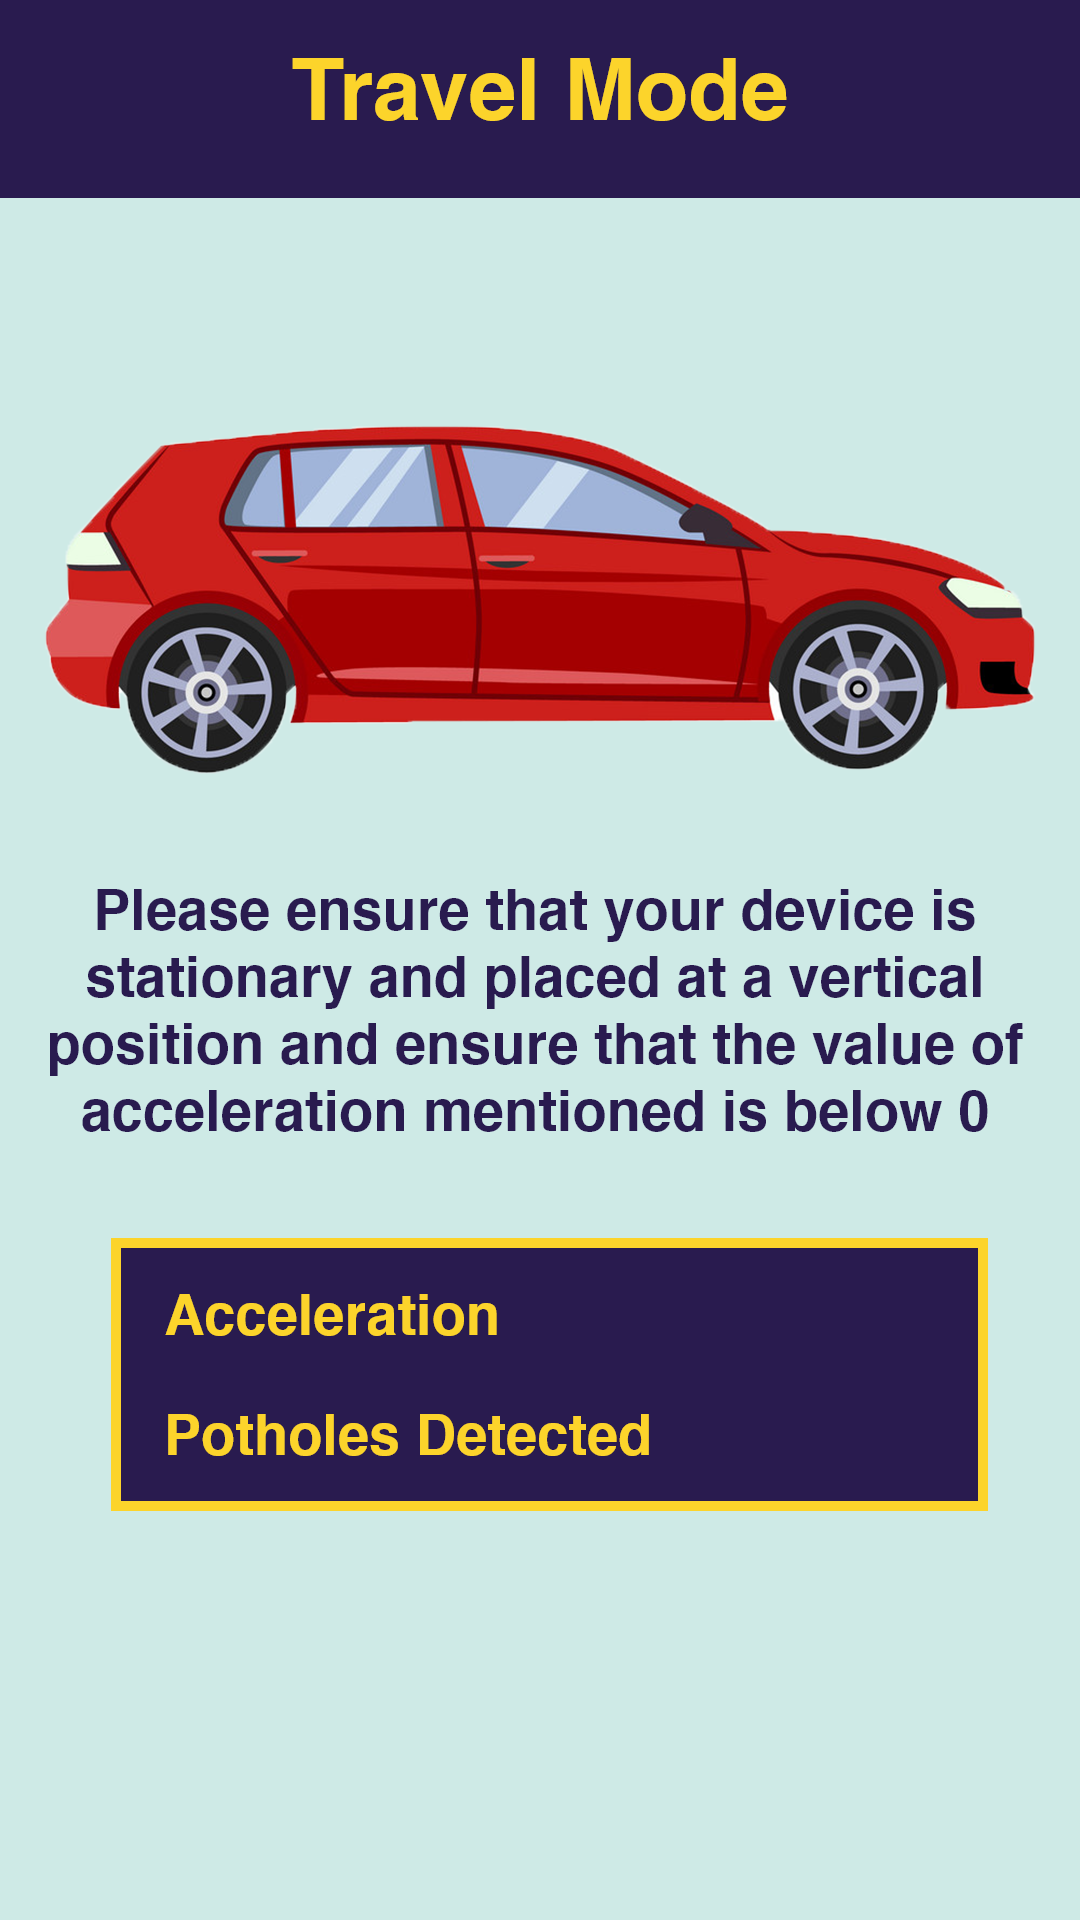 Travel Mode
Please ensure that your device is
stationary and placed at a vertical
position and ensure that the value of
acceleration mentioned is below 0
Acceleration
Potholes Detected